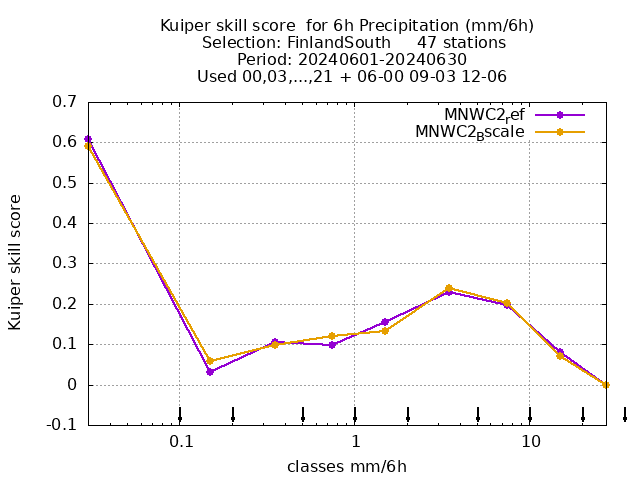 Kuiper skill score  for 6h Precipitation (mm/6h)
Selection: FinlandSouth     47 stations
Period: 20240601-20240630
Used 00,03,...,21 + 06-00 09-03 12-06
MNWC2ref
MNWC2Bscale
Kuiper skill score
0.7
0.6
0.5
0.4
0.3
0.2
0.1
0
-0.1
0.1 1 10
classes mm/6h